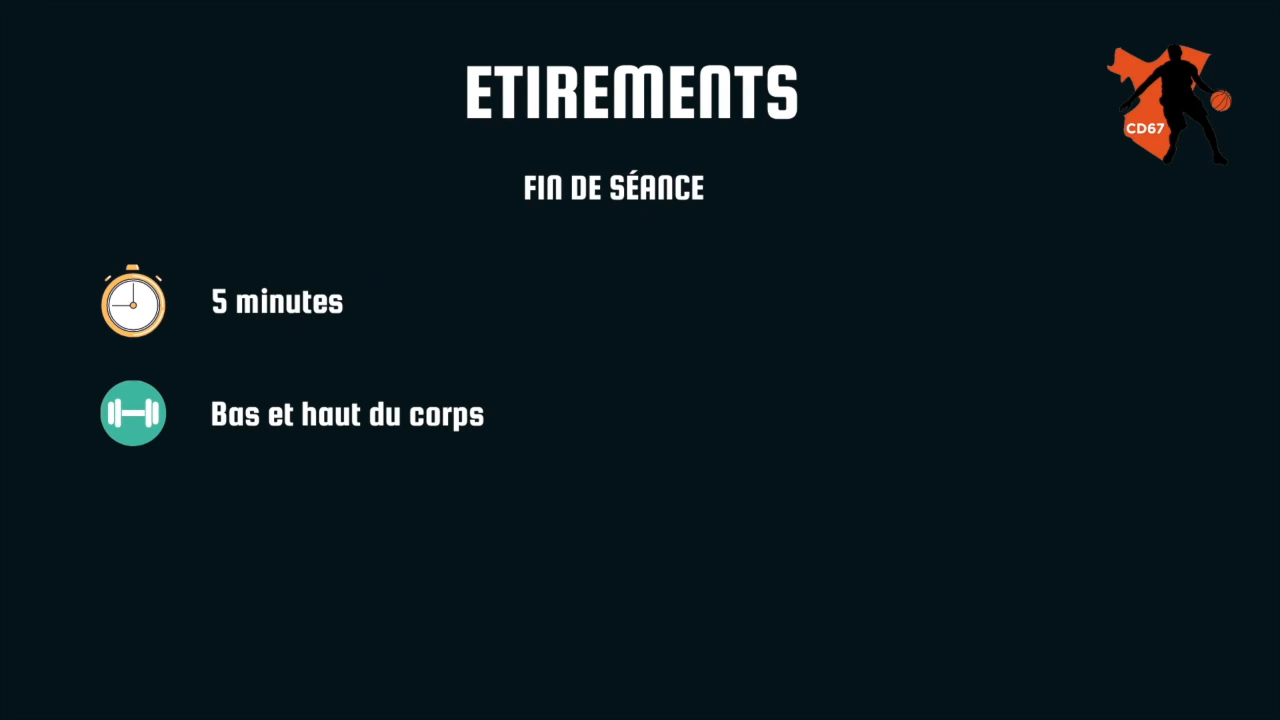 ETIREMENTS
CD67
FIN DE SÉANCE
5 minutes
Bas et haut du corps